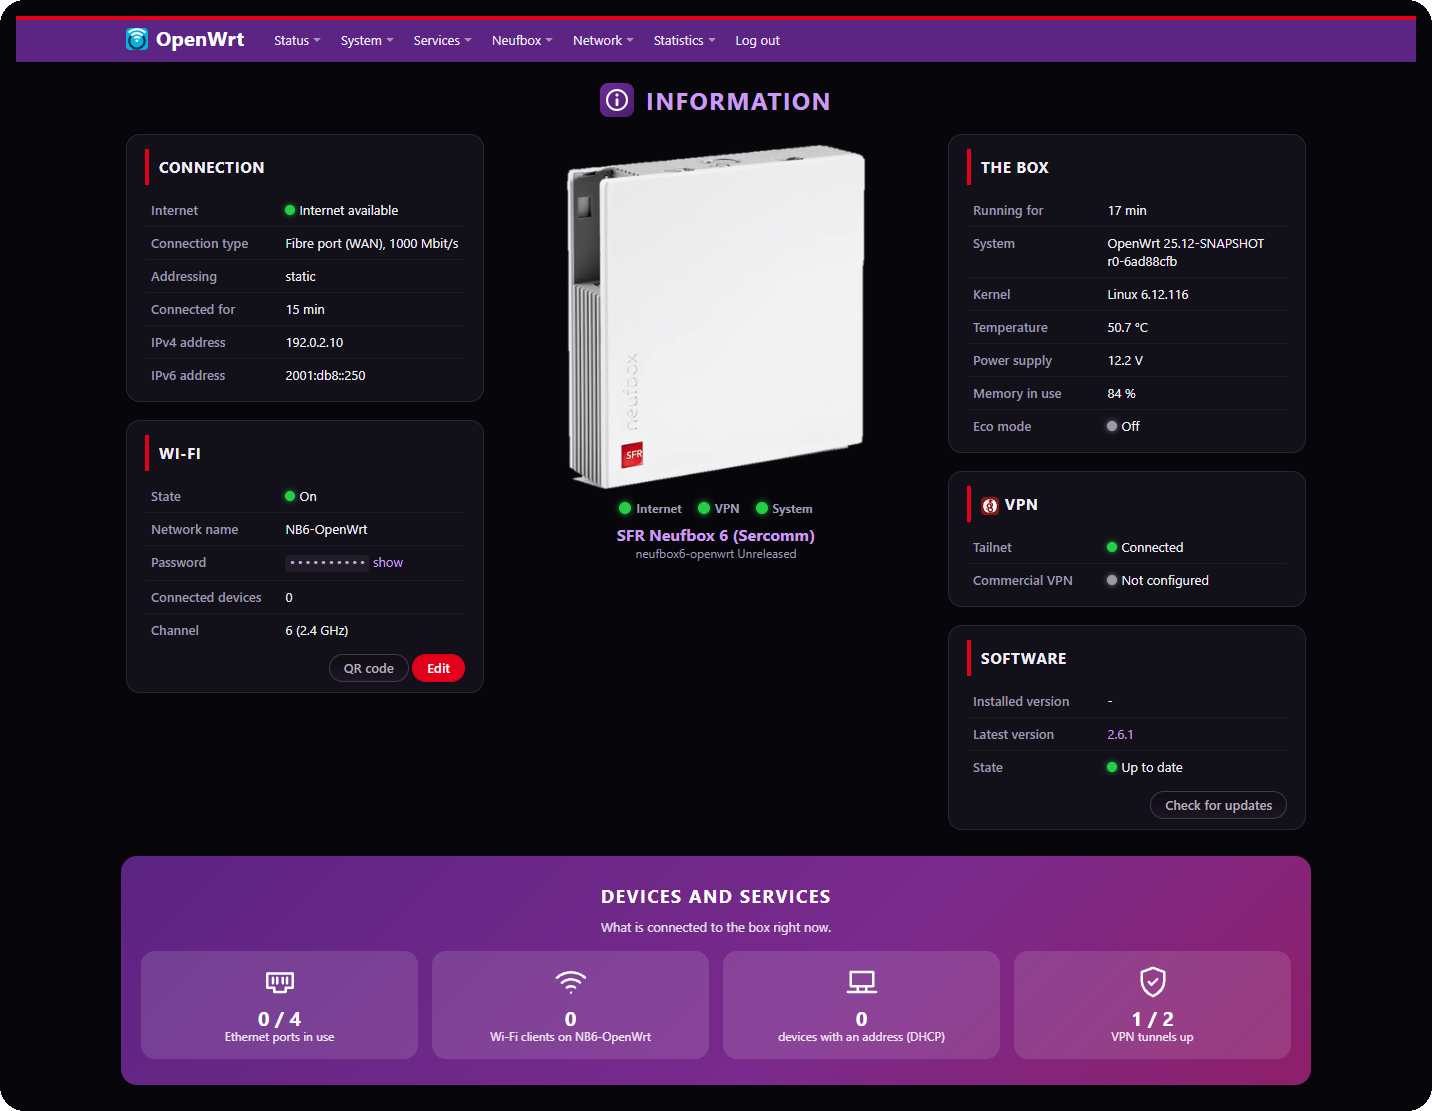 OpenWrt Status System Services Neufbox Network Statistics Log out
INFORMATION
CONNECTION
Internet Internet available
Connection type Fibre port (WAN), 1000 Mbit/s
Addressing static
Connected for 15 min
IPv4 address 192.0.2.10
IPv6 address 2001:db8::250
WI-FI
State On
Network name NB6-OpenWrt
Password •••••••••• show
Connected devices 0
Channel 6 (2.4 GHz)
QR code Edit
neufbox
SFR
Internet VPN System
SFR Neufbox 6 (Sercomm)
neufbox6-openwrt Unreleased
THE BOX
Running for 17 min
System OpenWrt 25.12-SNAPSHOT
r0-6ad88cfb
Kernel Linux 6.12.116
Temperature 50.7 °C
Power supply 12.2 V
Memory in use 84 %
Eco mode Off
VPN
Tailnet Connected
Commercial VPN Not configured
SOFTWARE
Installed version -
Latest version 2.6.1
State Up to date
Check for updates
DEVICES AND SERVICES
What is connected to the box right now.
0 / 4
Ethernet ports in use
0
Wi-Fi clients on NB6-OpenWrt
0
devices with an address (DHCP)
1 / 2
VPN tunnels up